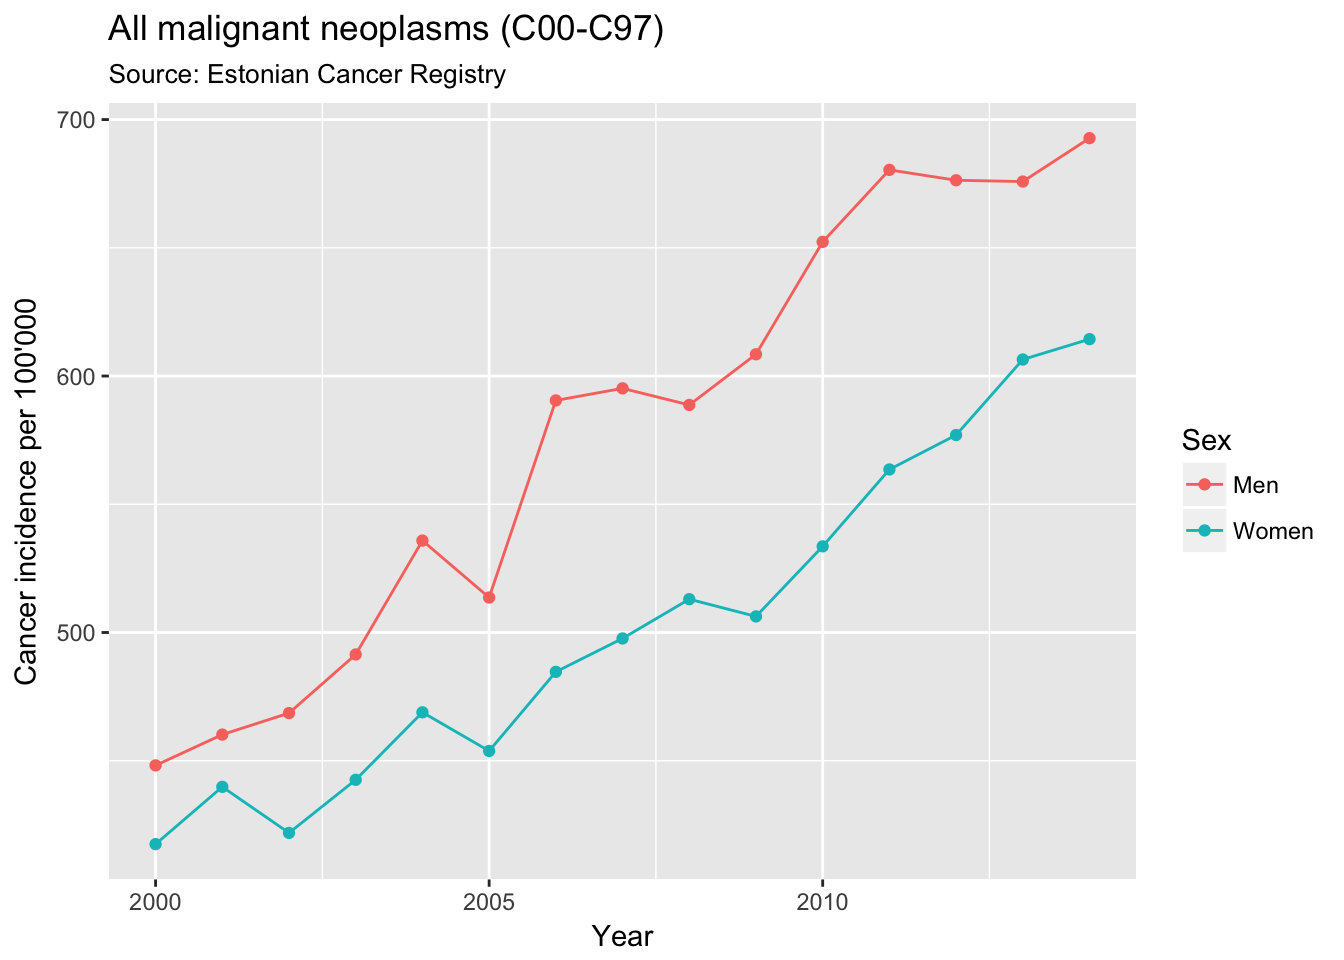 All malignant neoplasms (C00-C97)
Source: Estonian Cancer Registry
Cancer incidence per 100'000
700
600
500
2000
2005
2010
Year
Sex
Men
Women